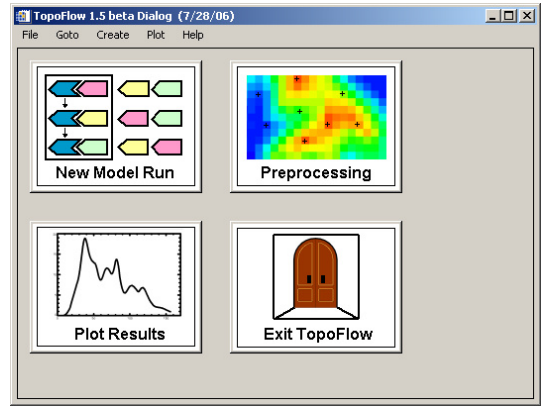 TopoFlow 1.5 beta Dialog (7/28/06)
File Goto Create Plot Help
New Model Run
Preprocessing
Plot Results
Exit TopoFlow